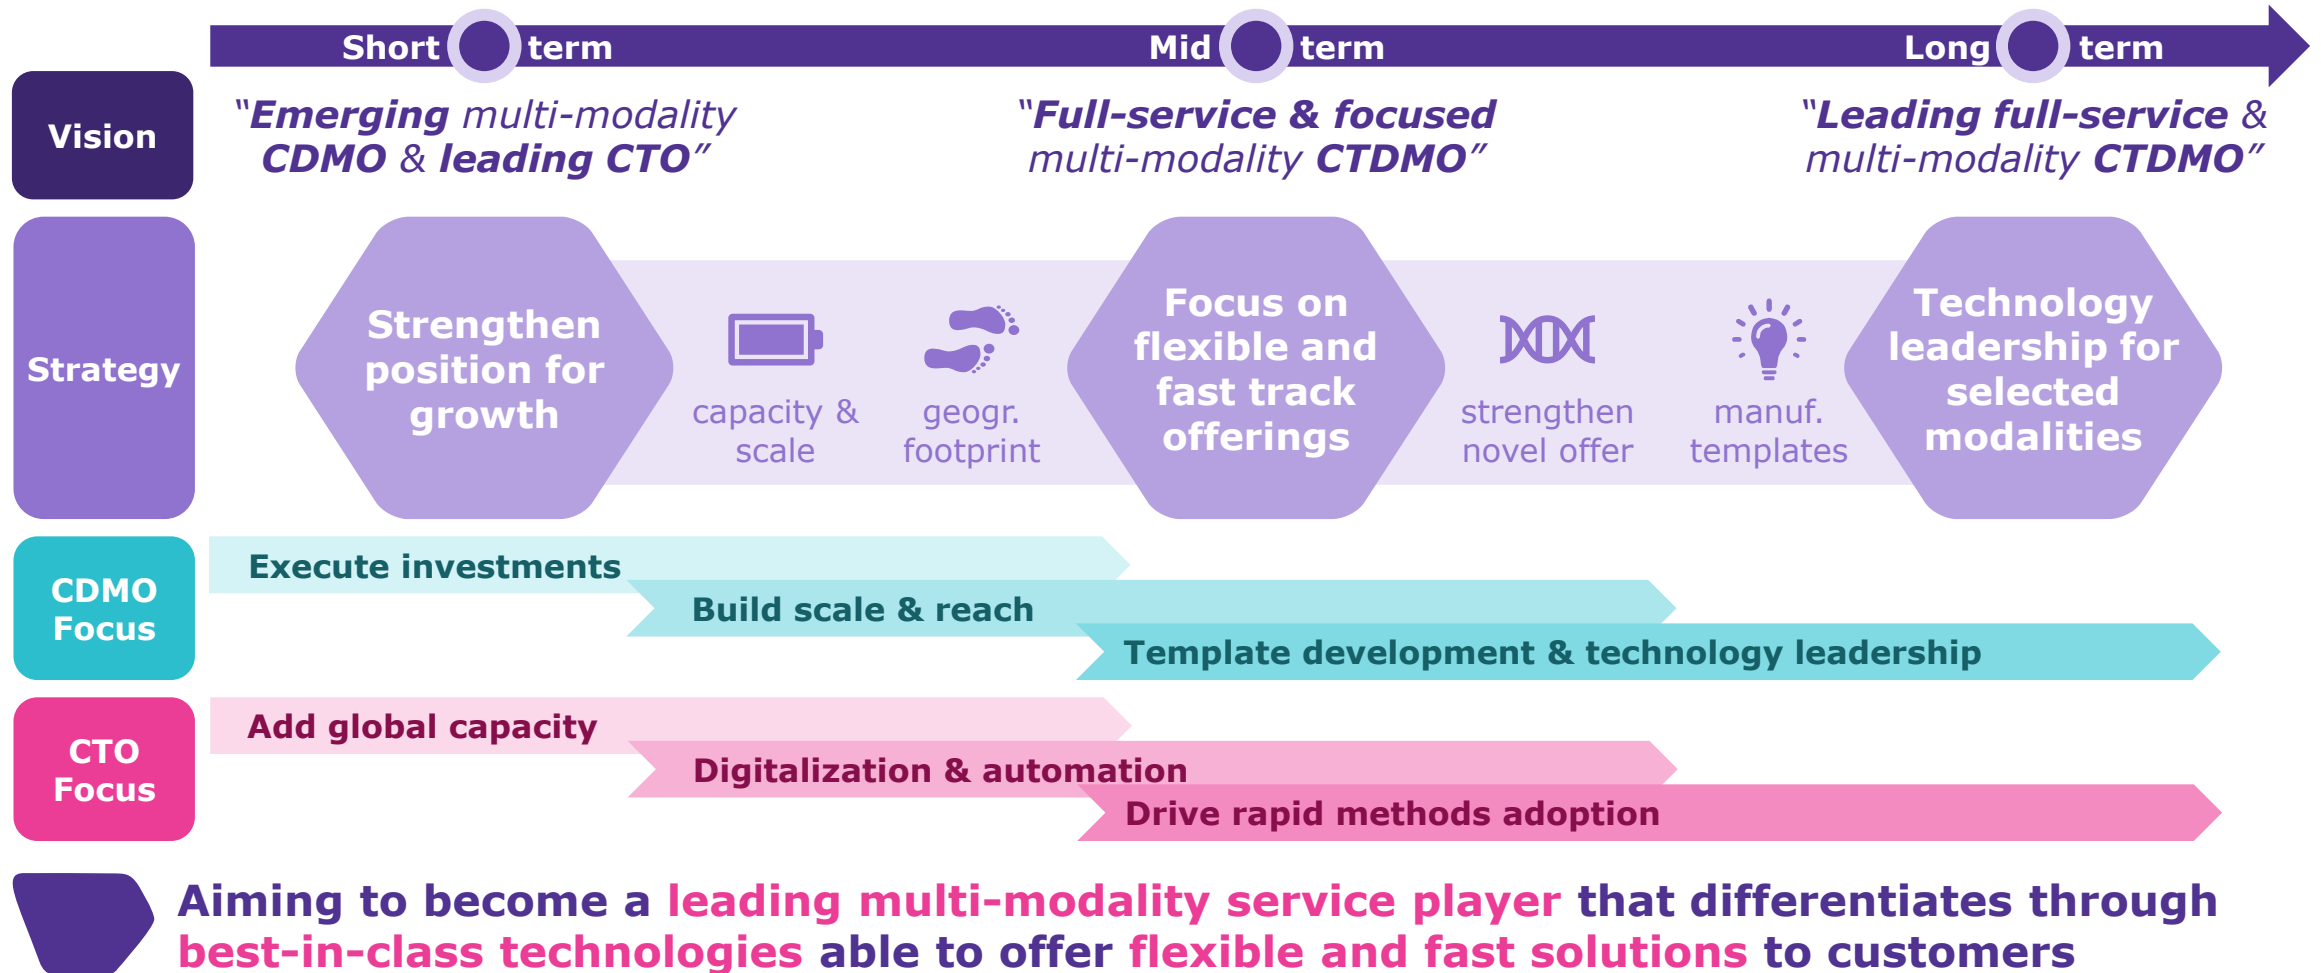 Short term
Mid term
Long term
Vision
“Emerging multi-modality
CDMO & leading CTO”
“Full-service & focused
multi-modality CTDMO”
“Leading full-service &
multi-modality CTDMO”
Strategy
Strengthen
position for
growth
capacity &
scale
geogr.
footprint
Focus on
flexible and
fast track
offerings
strengthen
novel offer
manuf.
templates
Technology
leadership for
selected
modalities
CDMO
Focus
Execute investments
Build scale & reach
Template development & technology leadership
CTO
Focus
Add global capacity
Digitalization & automation
Drive rapid methods adoption
Aiming to become a leading multi-modality service player that differentiates through
best-in-class technologies able to offer flexible and fast solutions to customers